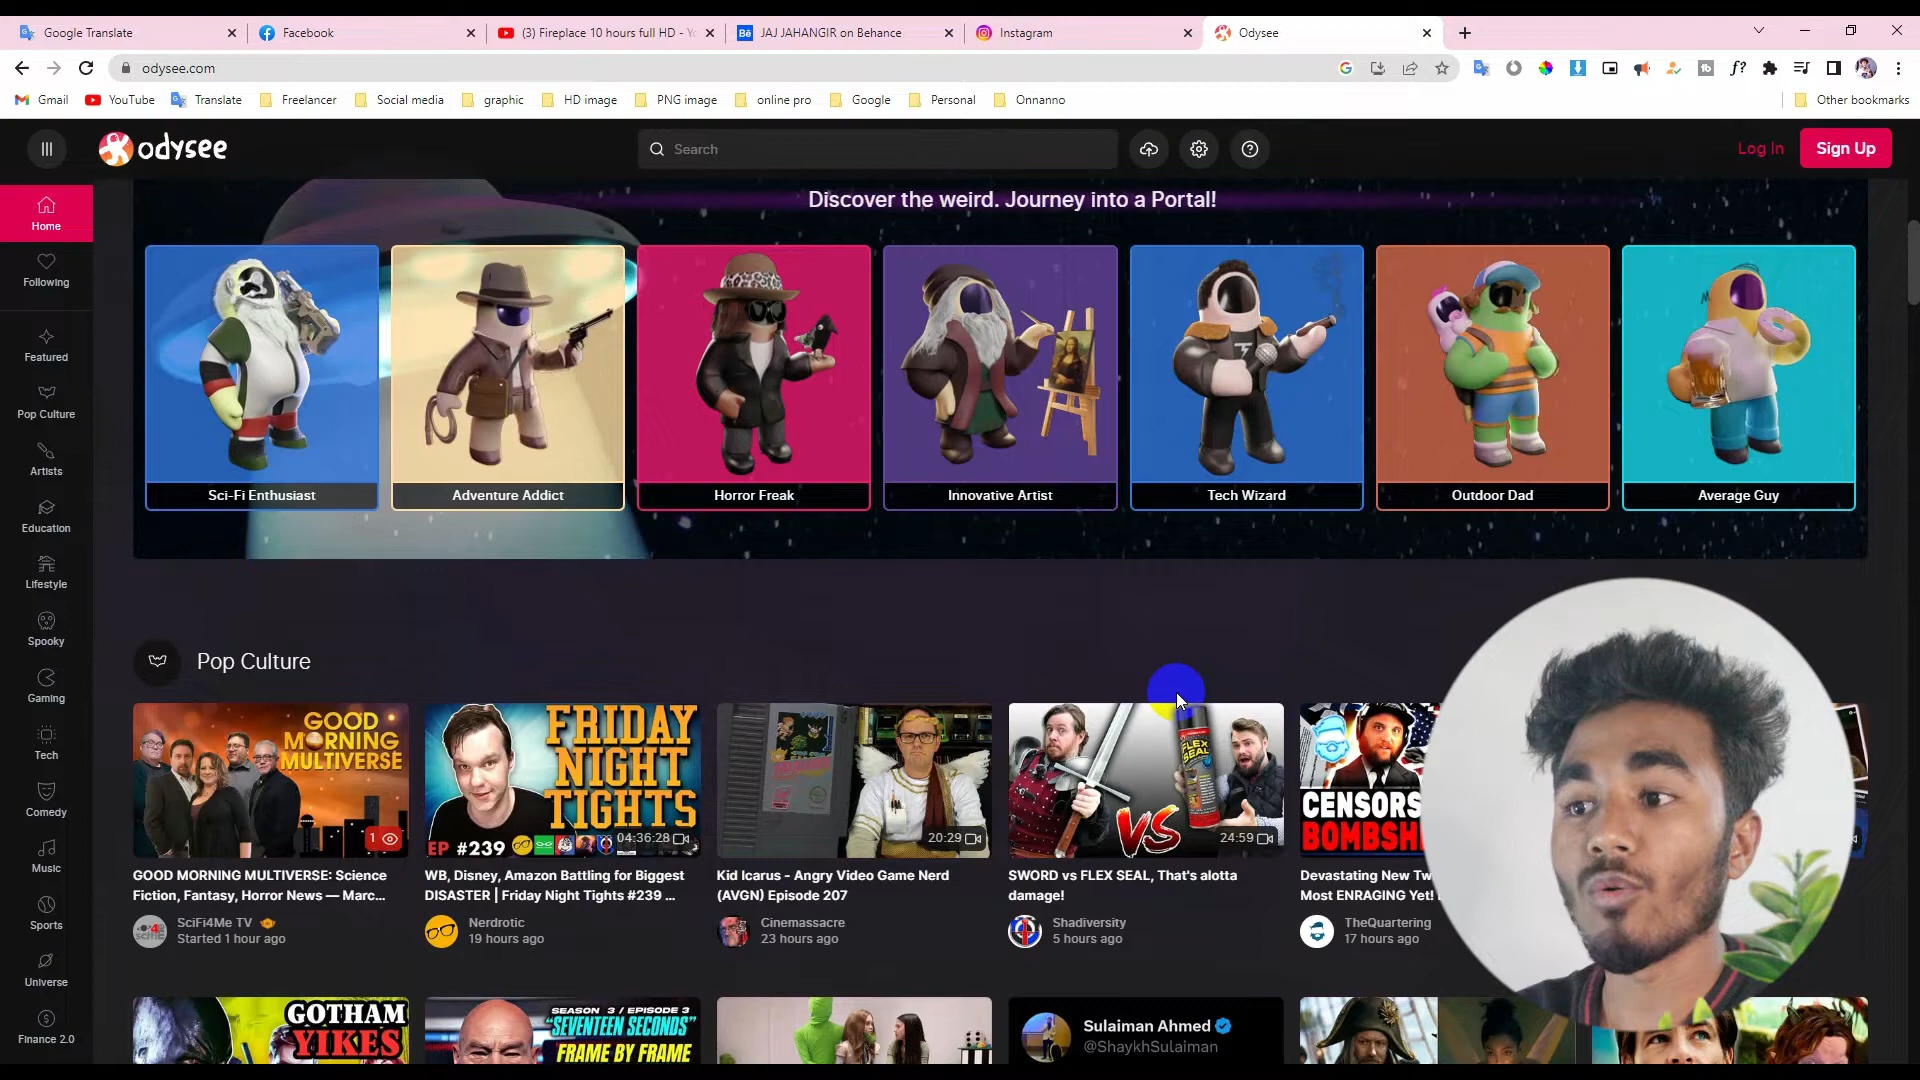 Google Translate
Facebook
(3) Fireplace 10 hours full HD - Yo
Bē
JAJ JAHANGIR on Behance
Instagram
Odysee
odysee.com
Gmail
YouTube
Translate
Freelancer
Social media
graphic
HD image
PNG image
online pro
Google
Personal
Onnanno
Other bookmarks
odysee
Search
Log In
Sign Up
Home
Following
Featured
Pop Culture
Artists
Education
Lifestyle
Spooky
Gaming
Tech
Comedy
Music
Sports
Universe
Finance 2.0
Discover the weird. Journey into a Portal!
Sci-Fi Enthusiast
Adventure Addict
Horror Freak
Innovative Artist
Tech Wizard
Outdoor Dad
Average Guy
Pop Culture
GOOD
MORNING
MULTIVERSE
1
FRIDAY
NIGHT
TIGHTS
EP #239
04:36:28
20:29
FLEX
SEAL
VS
24:59
CENSORS
BOMBSH
GOOD MORNING MULTIVERSE: Science
Fiction, Fantasy, Horror News — Marc...
SciFi4Me TV
Started 1 hour ago
WB, Disney, Amazon Battling for Biggest
DISASTER | Friday Night Tights #239 ...
Nerdrotic
19 hours ago
Kid Icarus - Angry Video Game Nerd
(AVGN) Episode 207
Cinemassacre
23 hours ago
SWORD vs FLEX SEAL, That's alotta
damage!
Shadiversity
5 hours ago
Devastating New Tw
Most ENRAGING Yet!
TheQuartering
17 hours ago
GOTHAM
YIKES
SEASON 3 / EPISODE 3
"SEVENTEEN SECONDS"
FRAME BY FRAME
Sulaiman Ahmed
@ShaykhSulaiman